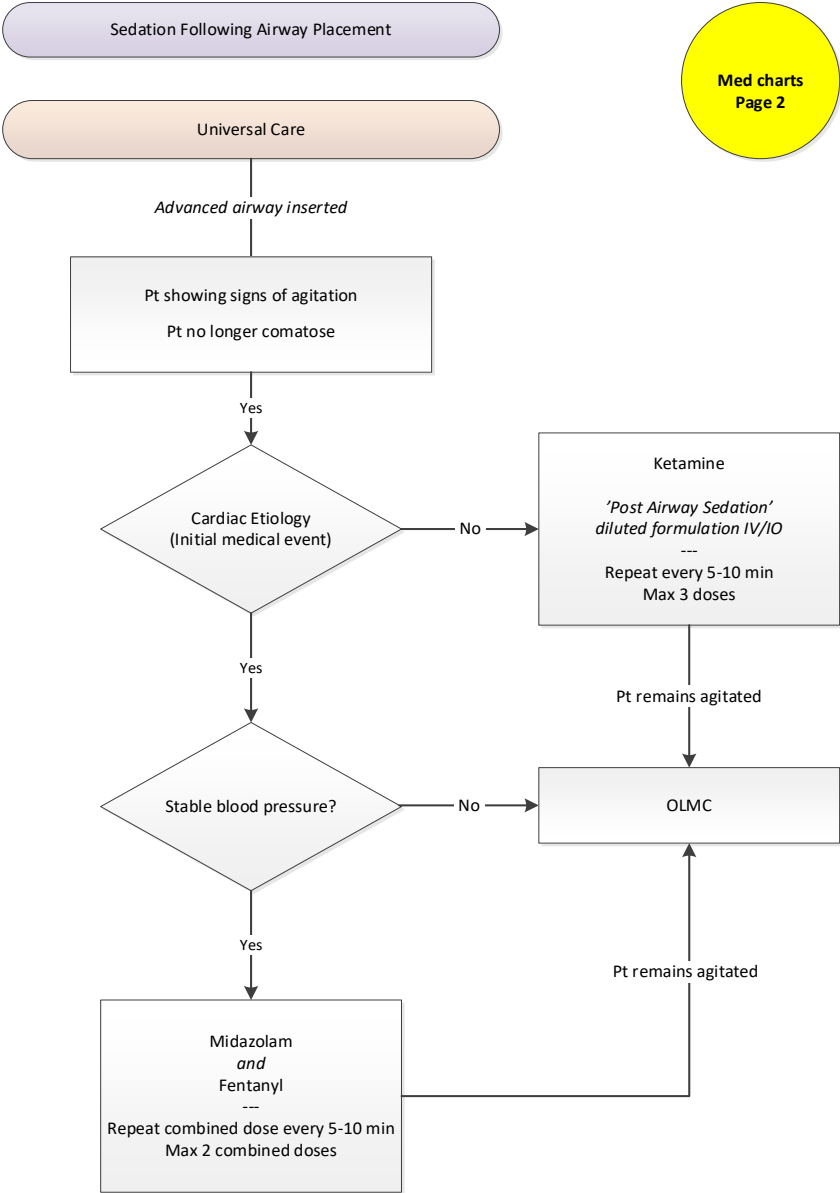 Sedation Following Airway Placement
Med charts
Page 2
Universal Care
Advanced airway inserted
Pt showing signs of agitation
Pt no longer comatose
Yes
Cardiac Etiology
(Initial medical event)
No
Ketamine
’Post Airway Sedation’
diluted formulation IV/IO
---
Repeat every 5-10 min
Max 3 doses
Yes
Pt remains agitated
Stable blood pressure?
No
OLMC
Yes
Pt remains agitated
Midazolam
and
Fentanyl
---
Repeat combined dose every 5-10 min
Max 2 combined doses